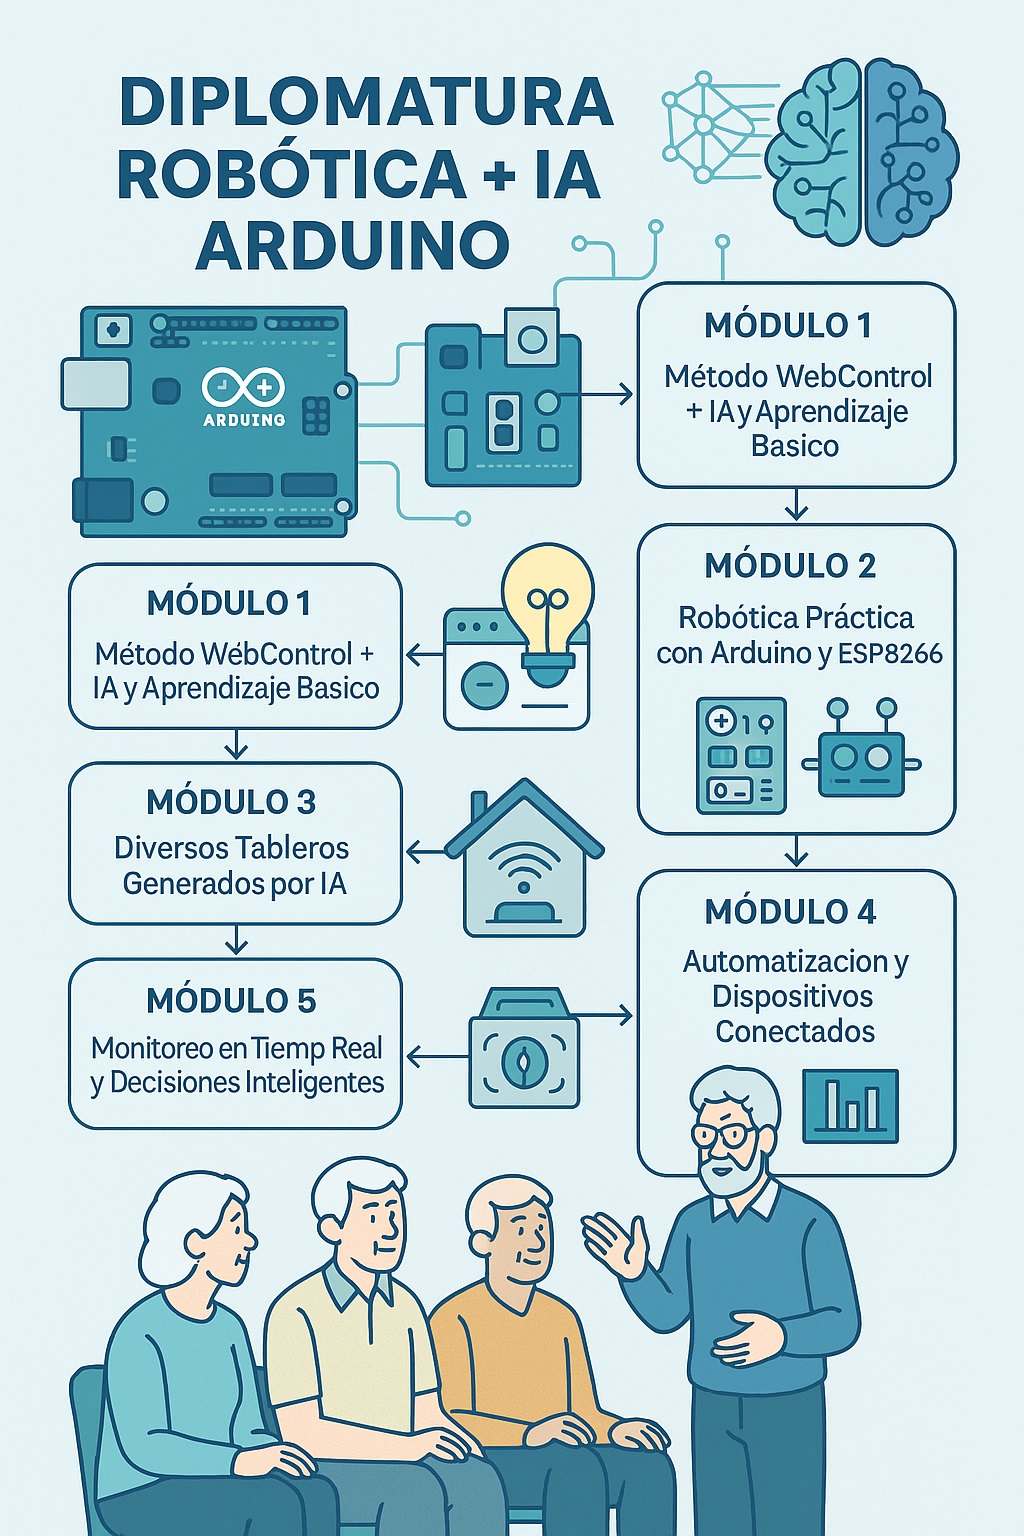 DIPLOMATURA
ROBÓTICA + IA
ARDUINO
ARDUING
MÓDULO 1
Método WebControl
+ IA y Aprendizaje
Basico
MÓDULO 2
Robótica Práctica
con Arduino y ESP8266
MÓDULO 1
Método WébControl +
IA y Aprendizaje Basico
MÓDULO 3
Diversos Tableros
Generados por IA
MÓDULO 4
Automatizacion y
Dispositivos
Conectados
MÓDULO 5
Monitoreo en Tiemp Real
y Decisiones Inteligentes